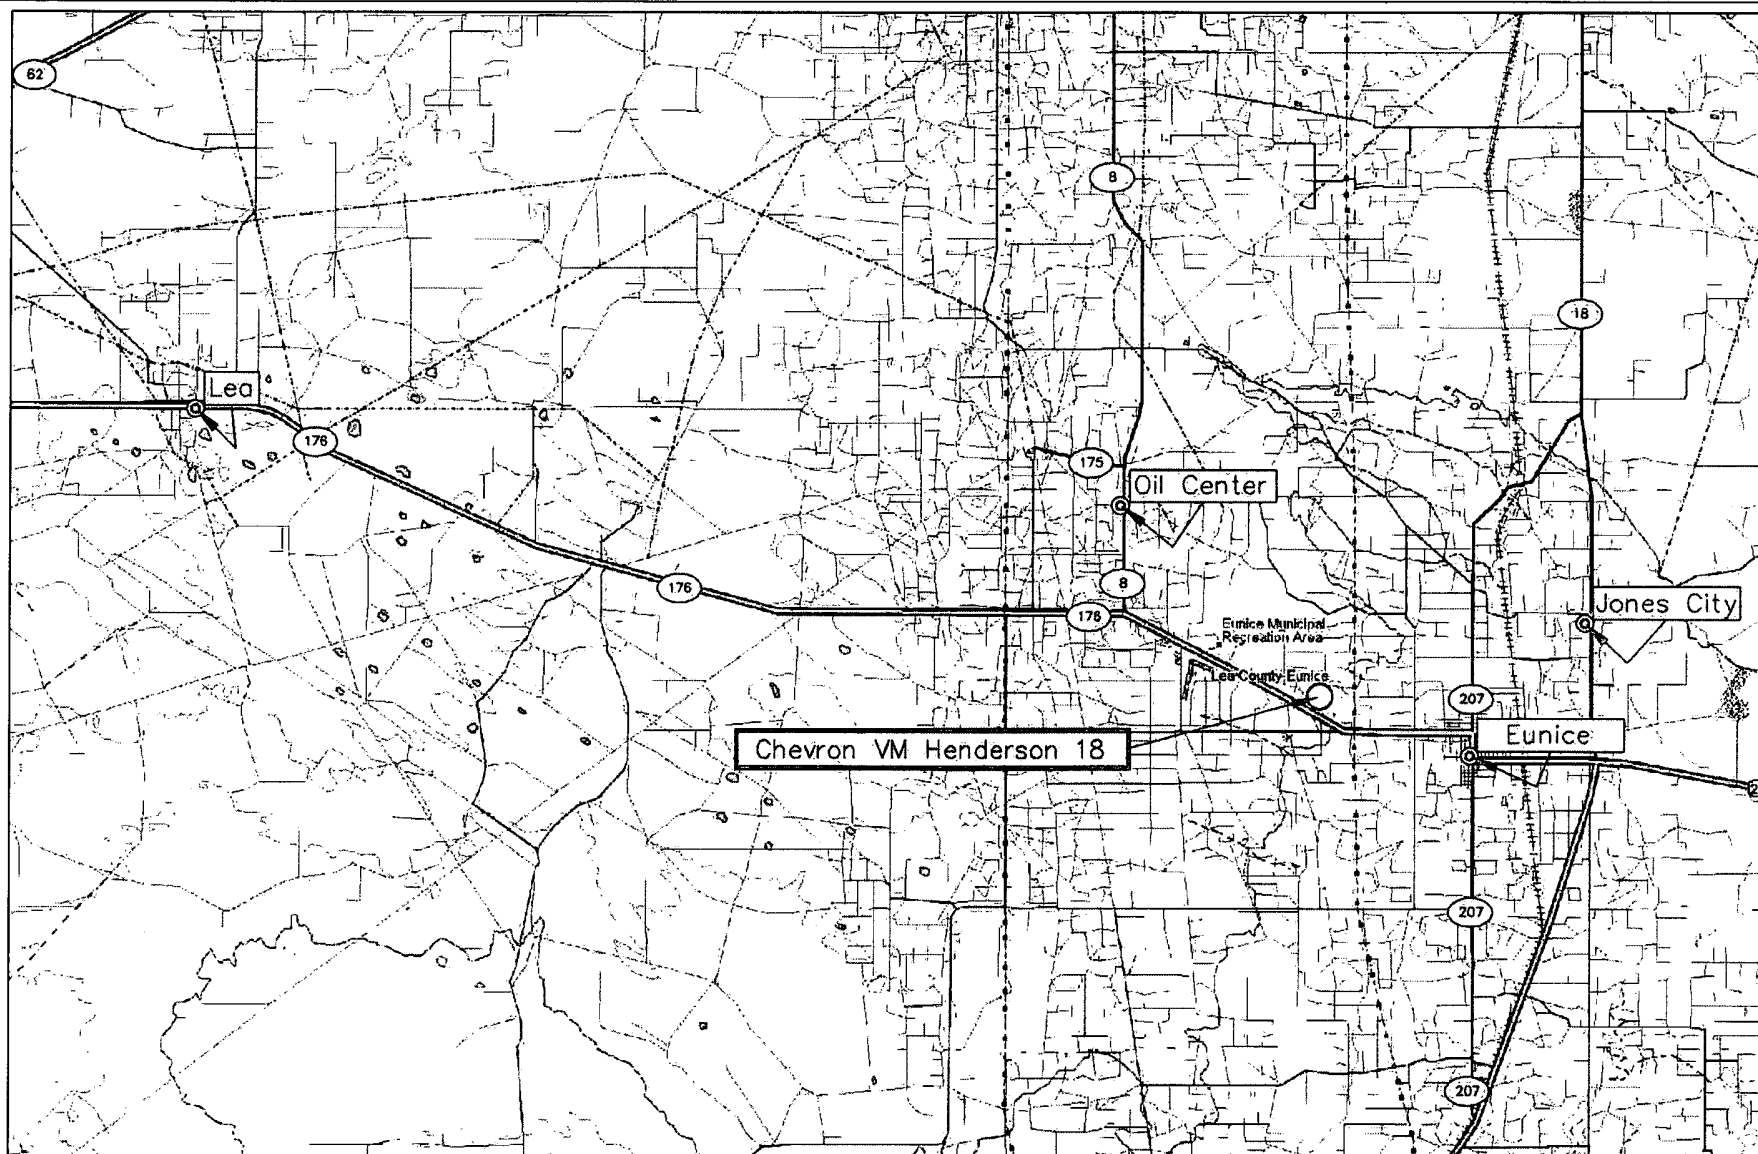 62
8
18
Lea
176
175
Oil Center
176
8
176
Jones City
Eunice Municipal
Recreation Area
Lea County-Eunice
207
Eunice
Chevron VM Henderson 18
207
207